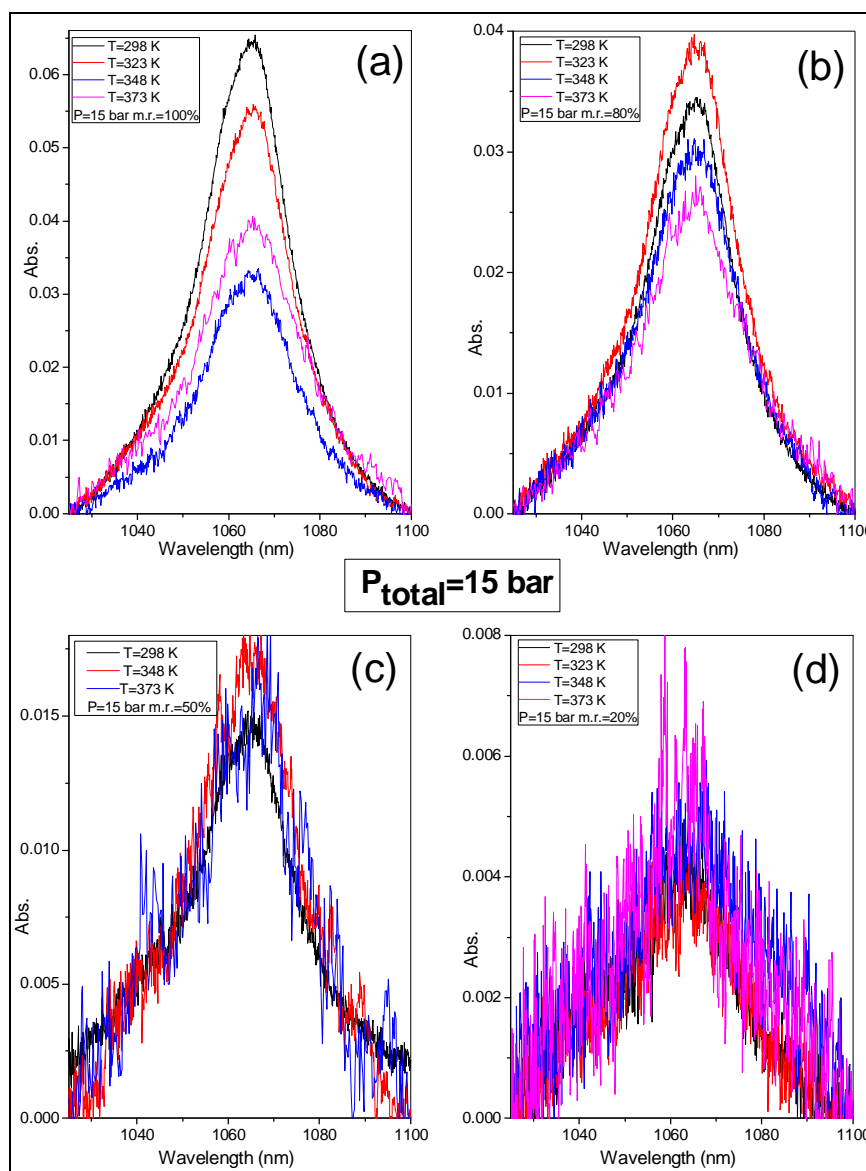 (a)
T=298 K
T=323 K
T=348 K
T=373 K
P=15 bar m.r.=100%
0.06
0.05
0.04
0.03
0.02
0.01
0.00
Abs.
1040 1060 1080 1100
Wavelength (nm)
(b)
T=298 K
T=323 K
T=348 K
T=373 K
P=15 bar m.r.=80%
0.04
0.03
0.02
0.01
0.00
Abs.
1040 1060 1080 1100
Wavelength (nm)
P_total=15 bar
(c)
T=298 K
T=348 K
T=373 K
P=15 bar m.r.=50%
0.015
0.010
0.005
0.000
Abs.
1040 1060 1080 1100
Wavelength (nm)
(d)
T=298 K
T=323 K
T=348 K
T=373 K
P=15 bar m.r.=20%
0.008
0.006
0.004
0.002
0.000
Abs.
1040 1060 1080 1100
Wavelength (nm)